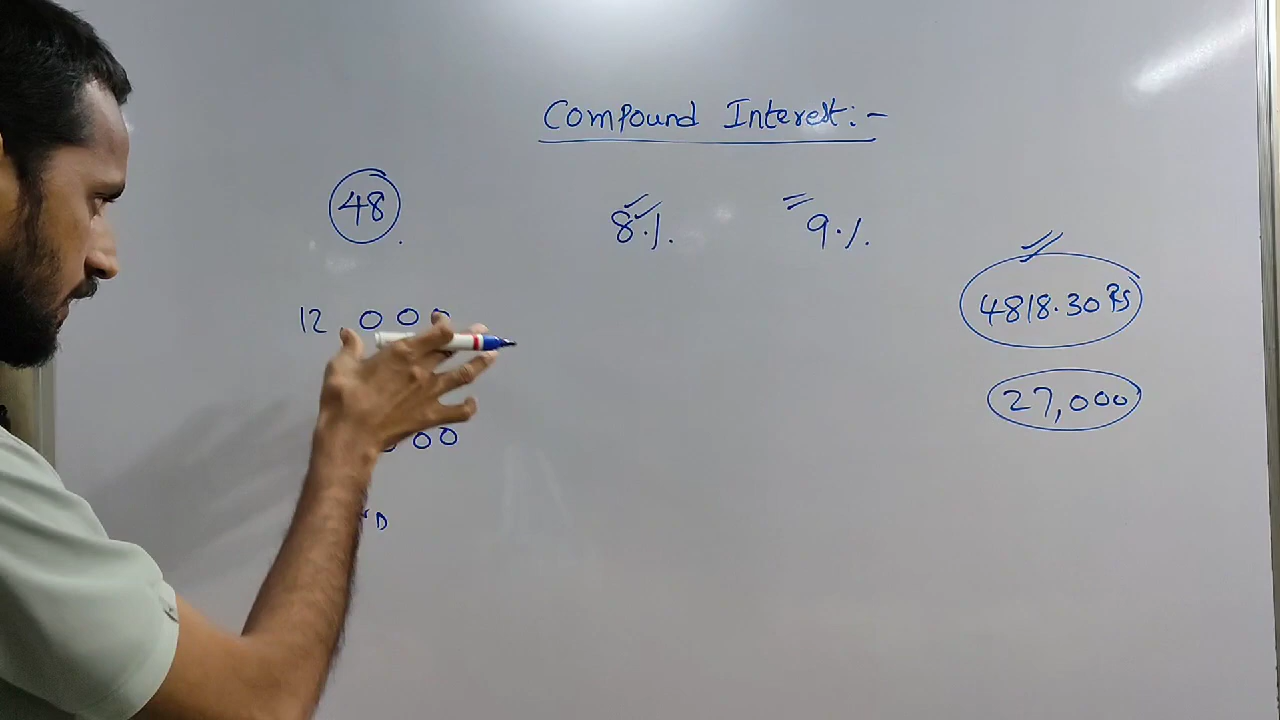 Compound Interest:-
48
8%.
9%.
4818.30 Rs
12 000
27,000
00
D